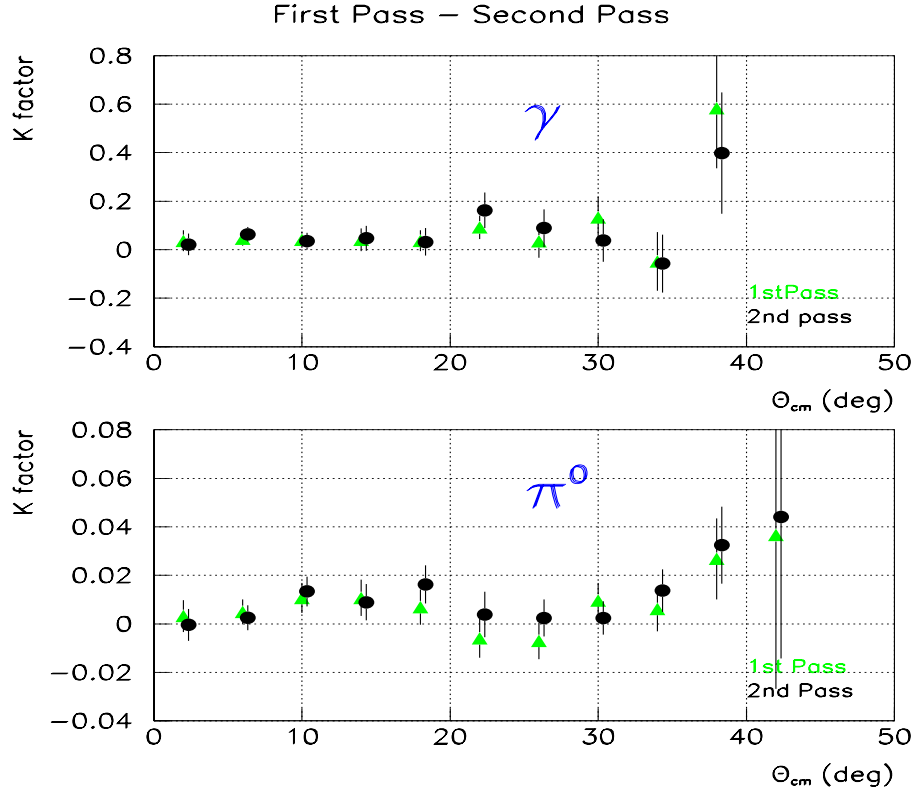 First Pass − Second Pass
K factor
0.8
0.6
0.4
0.2
0
−0.2
−0.4
γ
1stPass
2nd pass
0 10 20 30 40 50
Θcm (deg)
K factor
0.08
0.06
0.04
0.02
0
−0.02
−0.04
π⁰
1st Pass
2nd Pass
0 10 20 30 40 50
Θcm (deg)